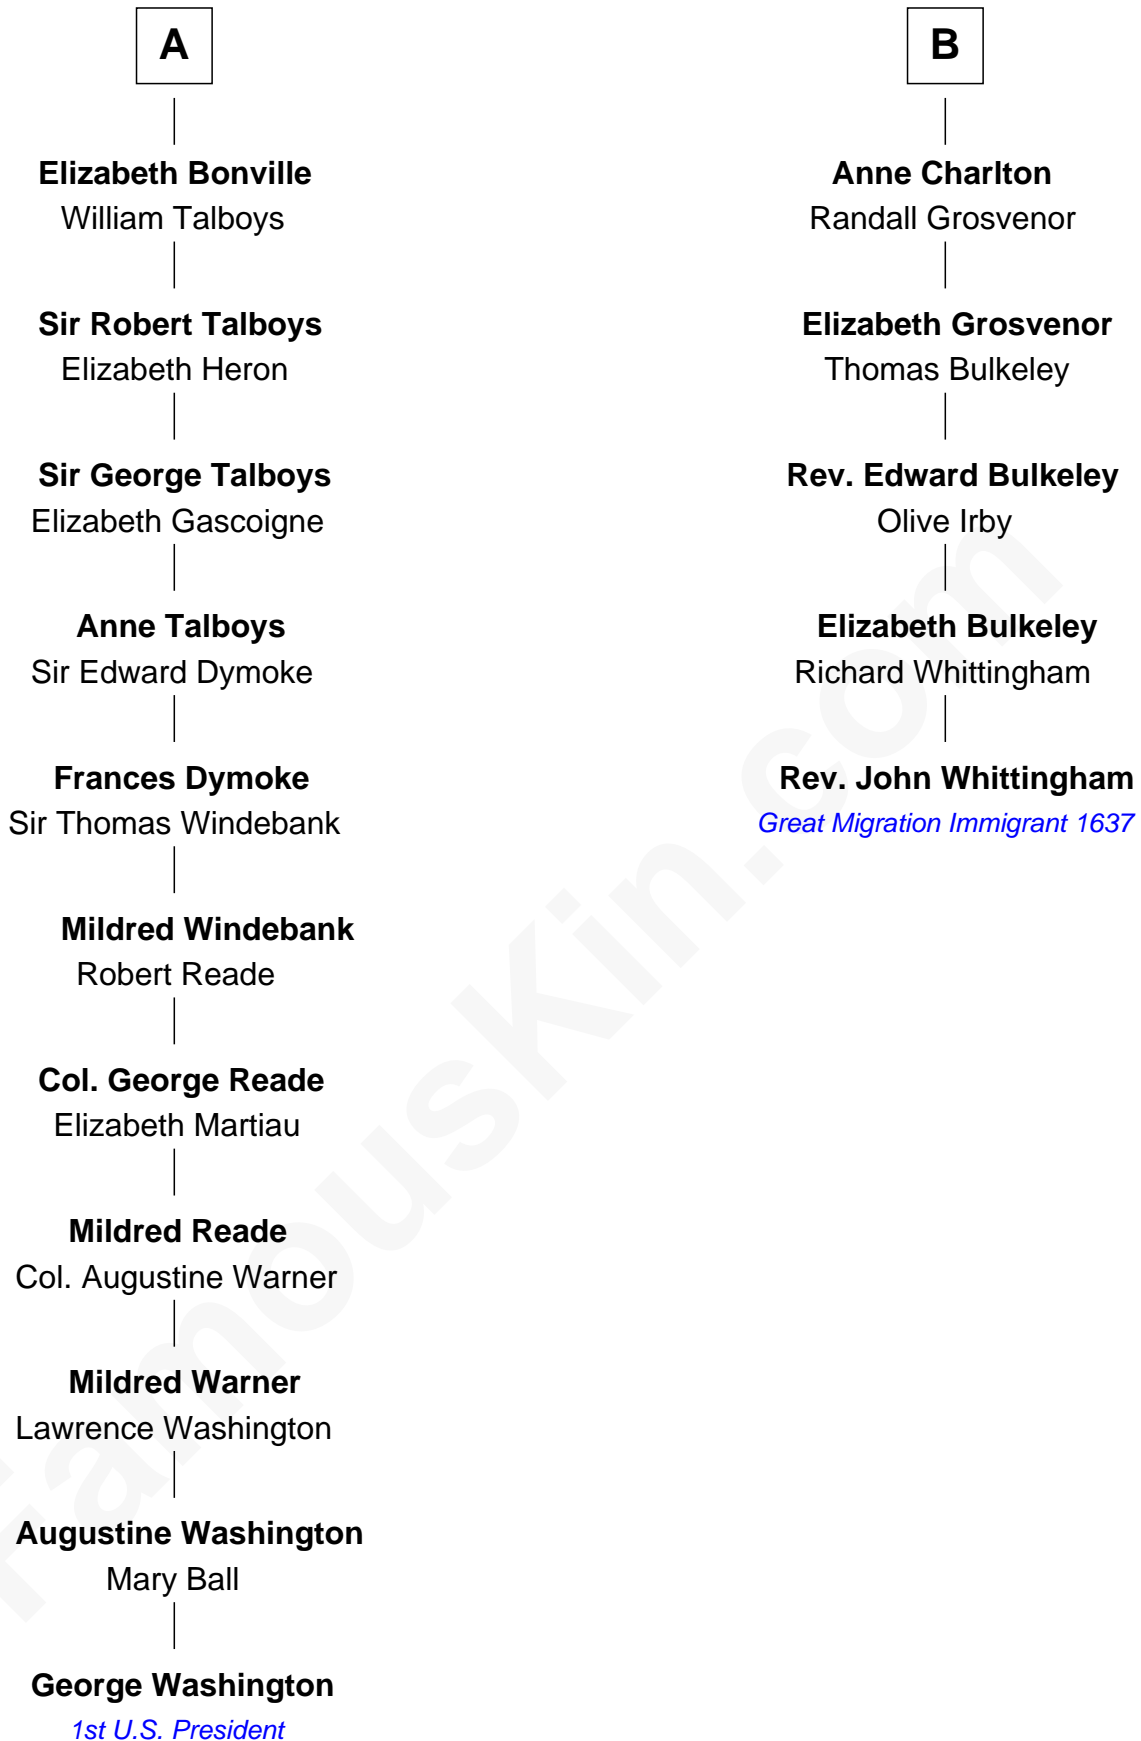 A
Elizabeth Bonville
William Talboys
Sir Robert Talboys
Elizabeth Heron
Sir George Talboys
Elizabeth Gascoigne
Anne Talboys
Sir Edward Dymoke
Frances Dymoke
Sir Thomas Windebank
Mildred Windebank
Robert Reade
Col. George Reade
Elizabeth Martiau
Mildred Reade
Col. Augustine Warner
Mildred Warner
Lawrence Washington
Augustine Washington
Mary Ball
George Washington
1st U.S. President
B
Anne Charlton
Randall Grosvenor
Elizabeth Grosvenor
Thomas Bulkeley
Rev. Edward Bulkeley
Olive Irby
Elizabeth Bulkeley
Richard Whittingham
Rev. John Whittingham
Great Migration Immigrant 1637
FamousKin.com